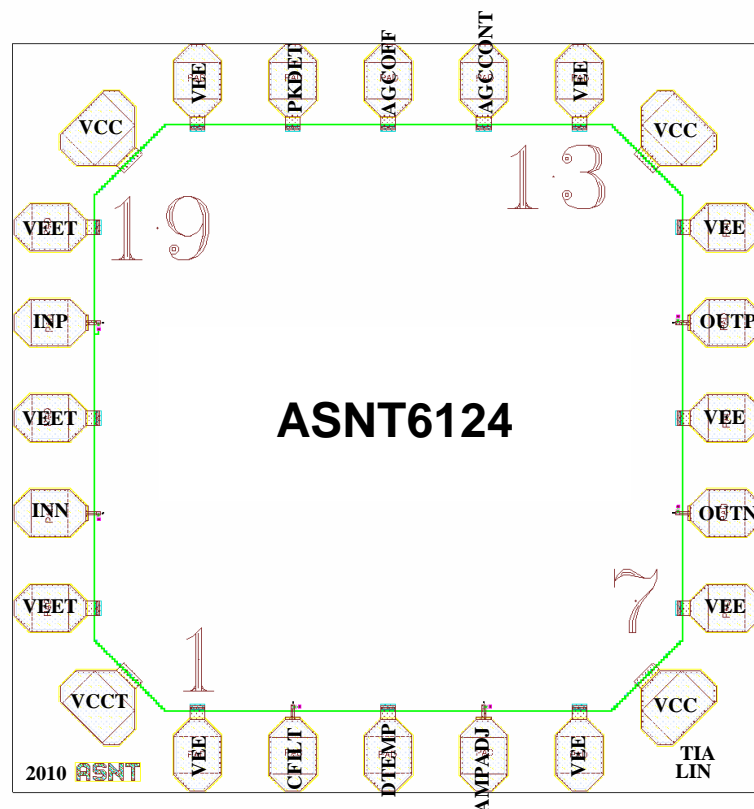 VEE
PKDET
AGCOFF
AGCCONT
VEE
VCC
VCC
19
13
VEET
VEE
INP
OUTP
VEET
ASNT6124
VEE
INN
OUTN
VEET
VEE
7
1
VCCT
VCC
VEE
CFILT
DTEMP
AMPADJ
VEE
TIA
LIN
2010 ASNT